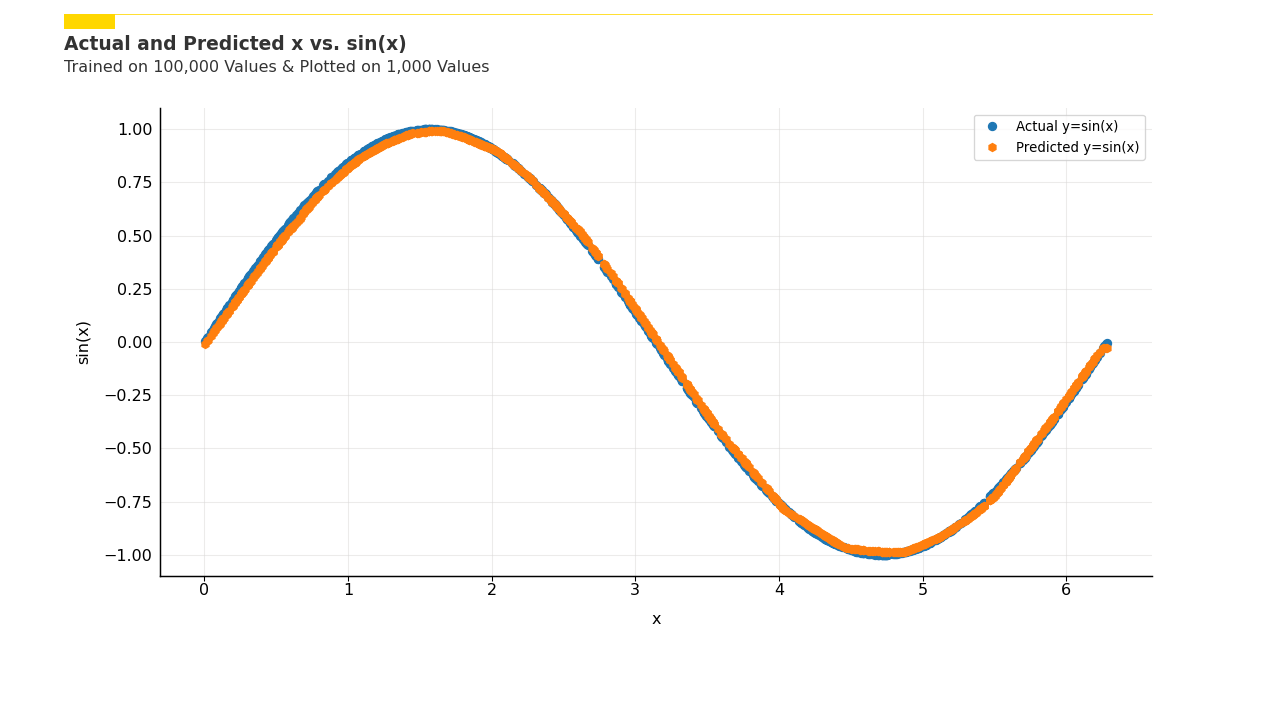 Actual and Predicted x vs. sin(x)
Trained on 100,000 Values & Plotted on 1,000 Values
Actual y=sin(x)
Predicted y=sin(x)
1.00
0.75
0.50
0.25
0.00
−0.25
−0.50
−0.75
−1.00
sin(x)
0 1 2 3 4 5 6
x